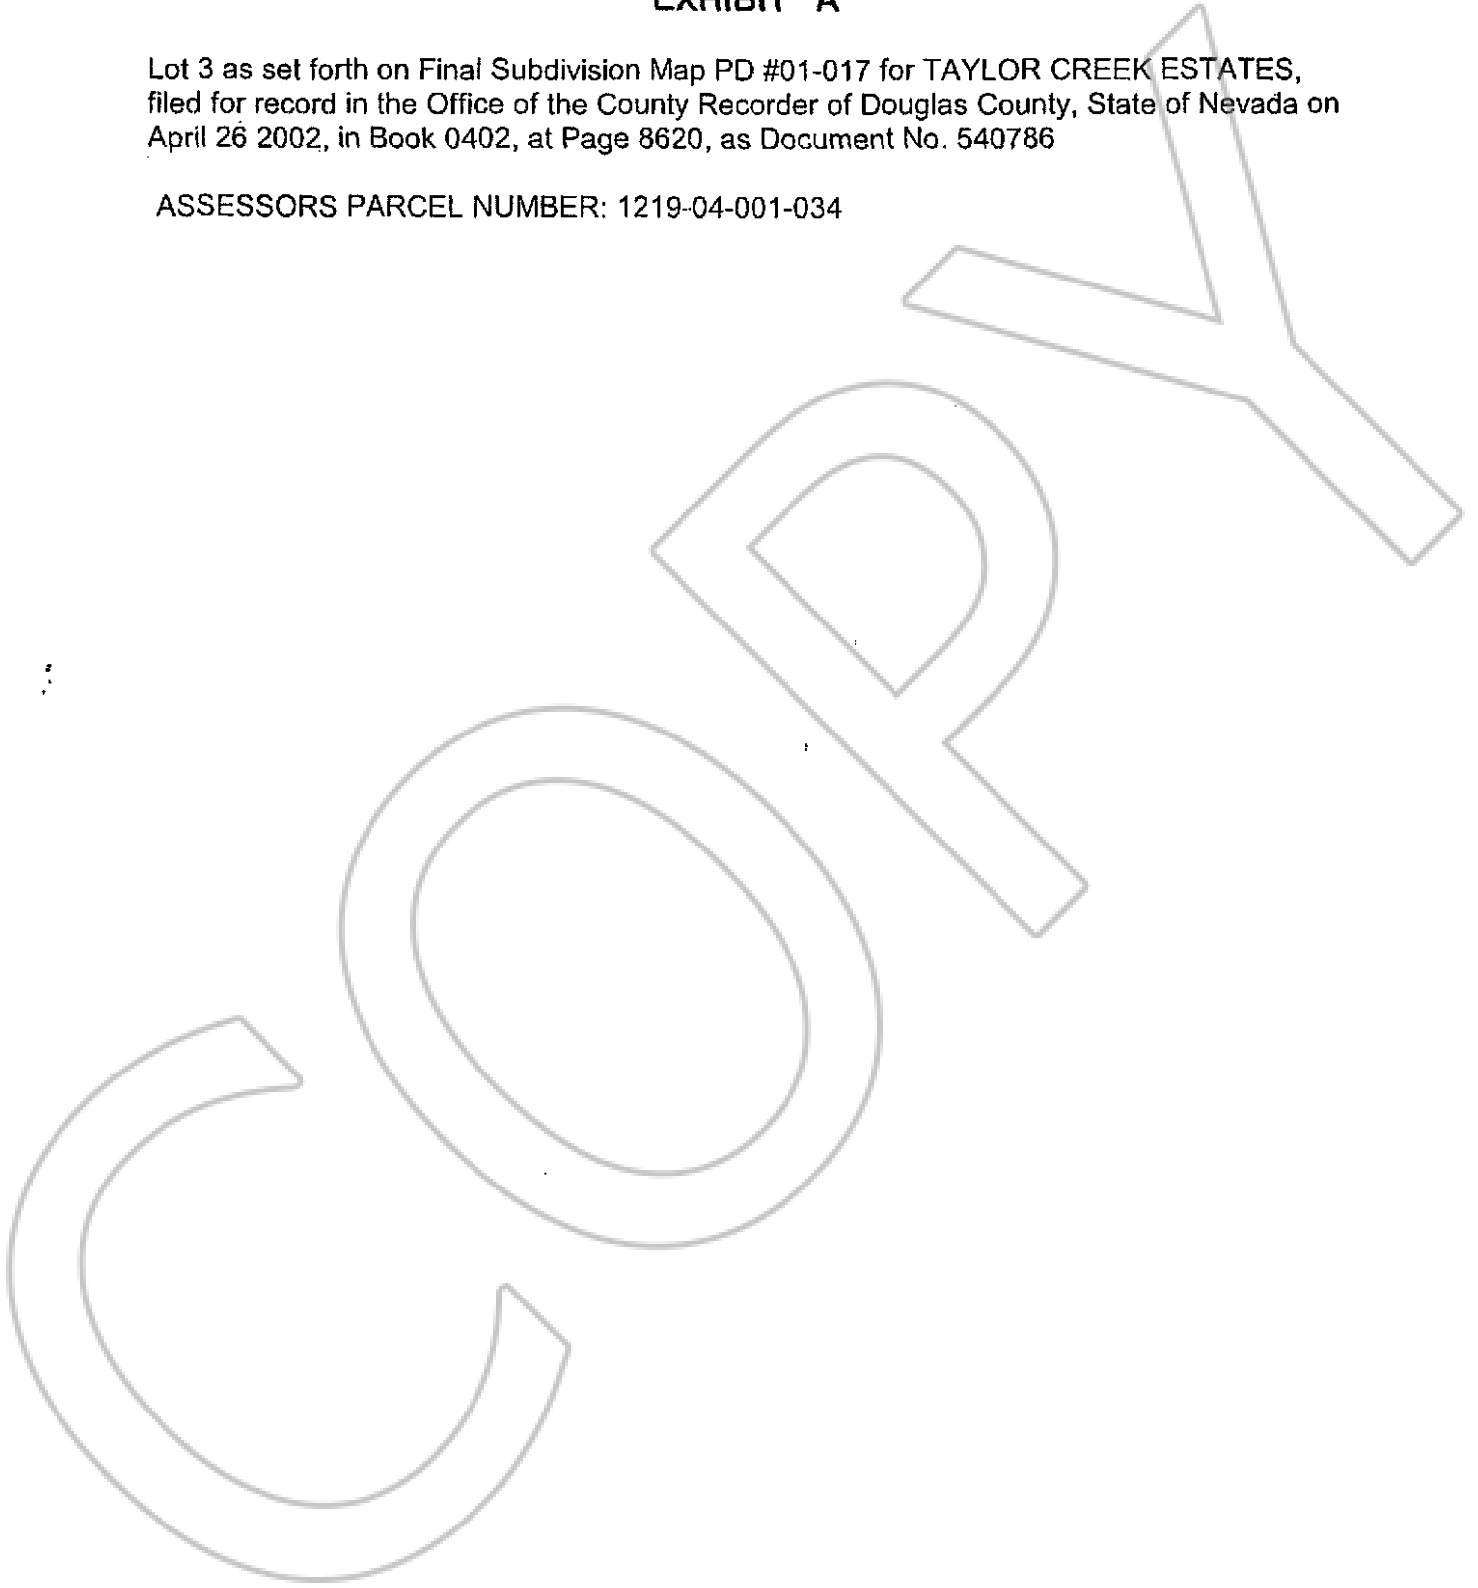 EXHIBIT "A"
Lot 3 as set forth on Final Subdivision Map PD #01-017 for TAYLOR CREEK ESTATES,
filed for record in the Office of the County Recorder of Douglas County, State of Nevada on
April 26 2002, in Book 0402, at Page 8620, as Document No. 540786
ASSESSORS PARCEL NUMBER: 1219-04-001-034
COPY